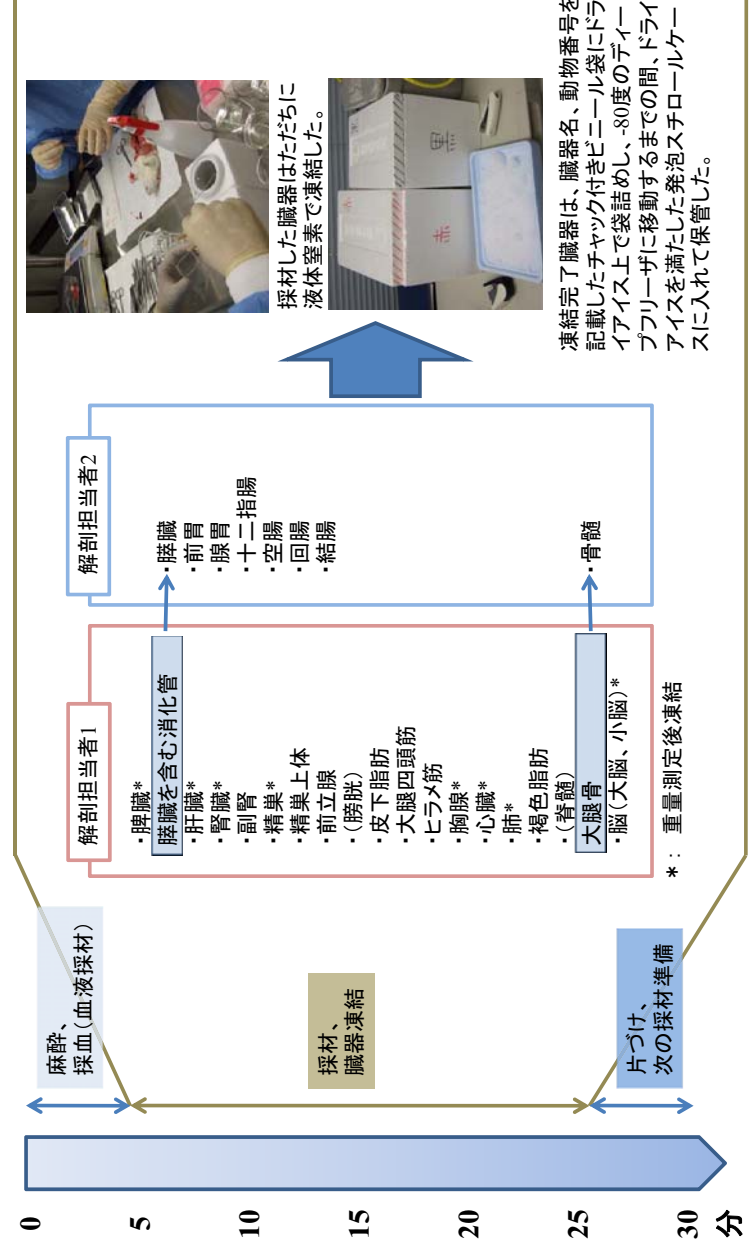 0
5
10
15
20
25
30
分
麻酔、
採血(血液採材)
採材、
臓器凍結
片づけ、
次の採材準備
解剖担当者1
・脾臓*
膵臓を含む消化管
・肝臓*
・腎臓*
・副腎
・精巣*
・精巣上体
・前立腺
・(膀胱)
・皮下脂肪
・大腿四頭筋
・ヒラメ筋
・胸腺*
・心臓*
・肺*
・褐色脂肪
・(脊髄)
大腿骨
・脳(大脳、小脳)*
*: 重量測定後凍結
解剖担当者2
・膵臓
・前胃
・腺胃
・十二指腸
・空腸
・回腸
・結腸
・骨髄
採材した臓器はただちに
液体窒素で凍結した。
赤
黒
凍結完了臓器は、臓器名、動物番号を
記載したチャック付きビニール袋にドラ
イアイス上で袋詰めし、-80度のディー
プフリーザに移動するまでの間、ドライ
アイスを満たした発泡スチロールケー
スに入れて保管した。